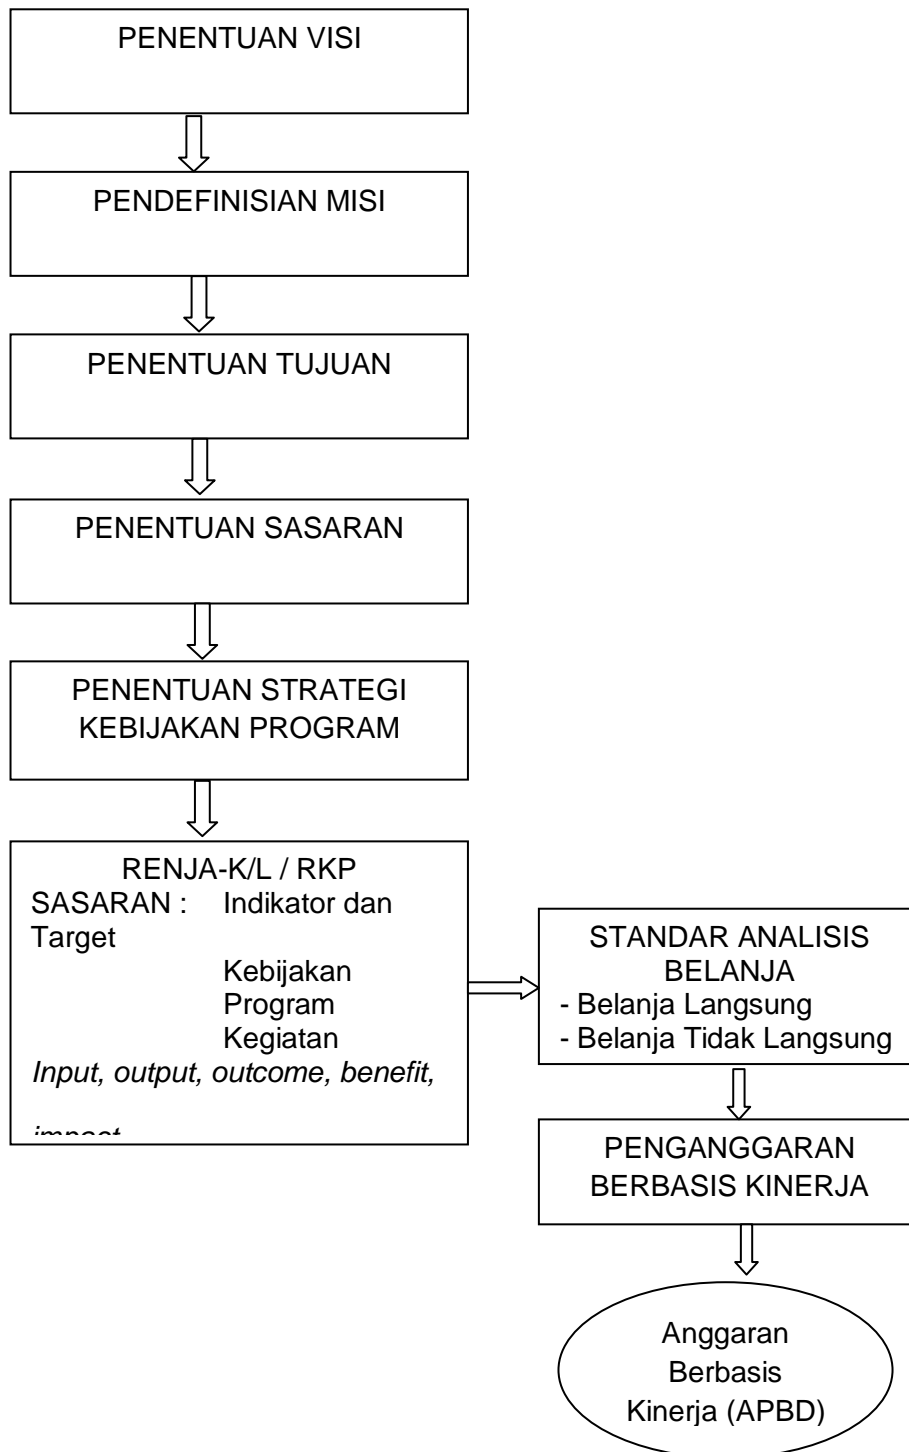 PENENTUAN VISI
PENDEFINISIAN MISI
PENENTUAN TUJUAN
PENENTUAN SASARAN
PENENTUAN STRATEGI
KEBIJAKAN PROGRAM
RENJA-K/L / RKP
SASARAN : Indikator dan
Target
Kebijakan
Program
Kegiatan
Input, output, outcome, benefit,
STANDAR ANALISIS
BELANJA
- Belanja Langsung
- Belanja Tidak Langsung
PENGANGGARAN
BERBASIS KINERJA
Anggaran
Berbasis
Kinerja (APBD)